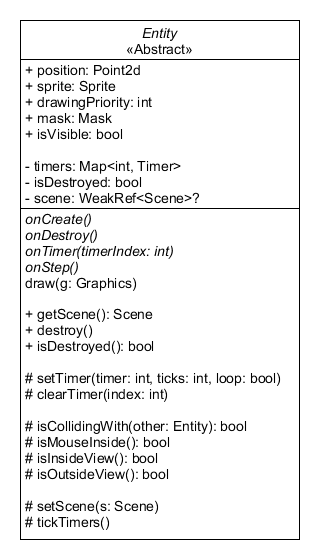 Entity
«Abstract»
+ position: Point2d
+ sprite: Sprite
+ drawingPriority: int
+ mask: Mask
+ isVisible: bool
- timers: Map<int, Timer>
- isDestroyed: bool
- scene: WeakRef<Scene>?
onCreate()
onDestroy()
onTimer(timerIndex: int)
onStep()
draw(g: Graphics)
+ getScene(): Scene
+ destroy()
+ isDestroyed(): bool
# setTimer(timer: int, ticks: int, loop: bool)
# clearTimer(index: int)
# isCollidingWith(other: Entity): bool
# isMouseInside(): bool
# isInsideView(): bool
# isOutsideView(): bool
# setScene(s: Scene)
# tickTimers()